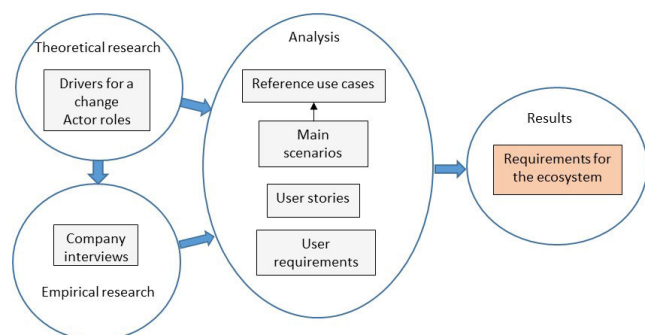 Theoretical research
Drivers for a
change
Actor roles
Company
interviews
Empirical research
Analysis
Reference use cases
Main
scenarios
User stories
User
requirements
Results
Requirements for
the ecosystem